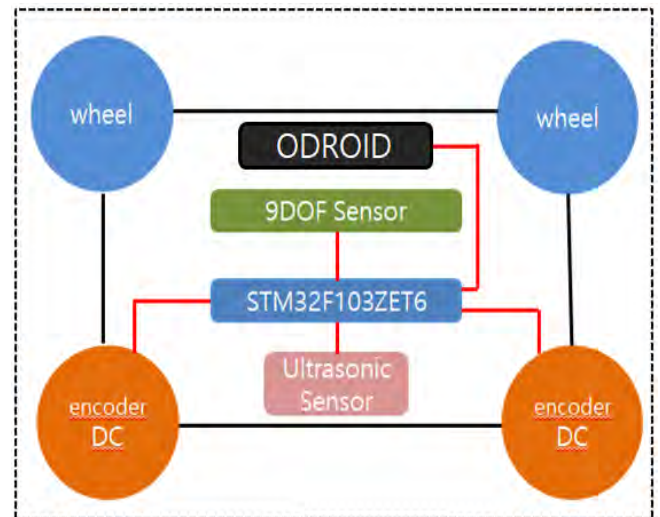 wheel
wheel
ODROID
9DOF Sensor
STM32F103ZET6
Ultrasonic
Sensor
encoder
DC
encoder
DC